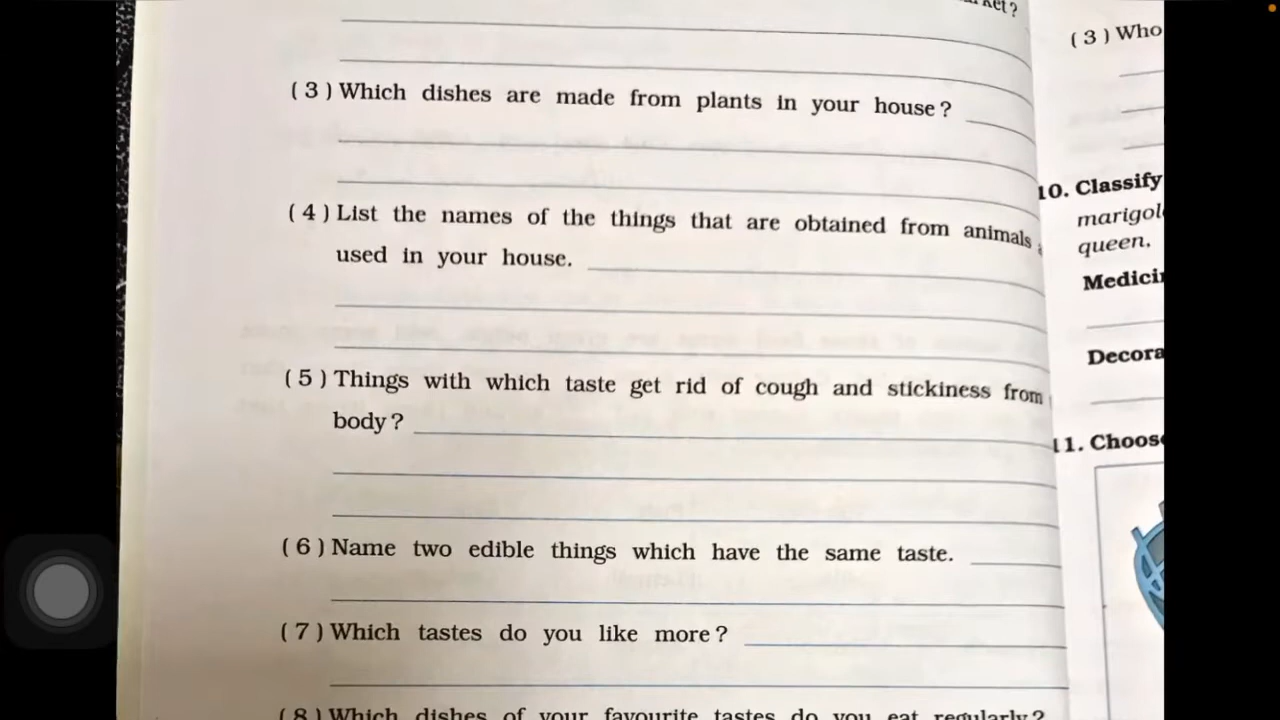 (3) Which dishes are made from plants in your house?
(4) List the names of the things that are obtained from animals
used in your house.
(5) Things with which taste get rid of cough and stickiness from
body?
(6) Name two edible things which have the same taste.
(7) Which tastes do you like more?
(8) Which dishes of your favourite tastes do you eat regularly?
(3) Who
10. Classify
queen,
11.